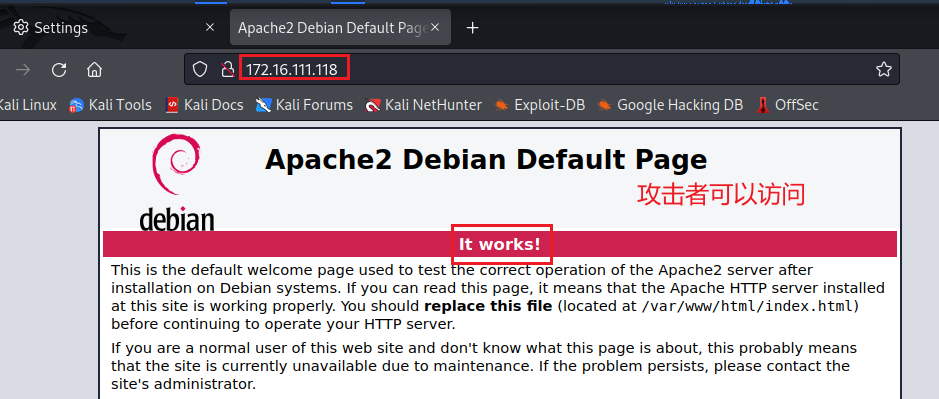 Settings
Apache2 Debian Default Page
172.16.111.118
Kali Linux Kali Tools Kali Docs Kali Forums Kali NetHunter Exploit-DB Google Hacking DB OffSec
debian
Apache2 Debian Default Page
攻击者可以访问
It works!
This is the default welcome page used to test the correct operation of the Apache2 server after
installation on Debian systems. If you can read this page, it means that the Apache HTTP server installed
at this site is working properly. You should replace this file (located at /var/www/html/index.html)
before continuing to operate your HTTP server.
If you are a normal user of this web site and don't know what this page is about, this probably means
that the site is currently unavailable due to maintenance. If the problem persists, please contact the
site's administrator.